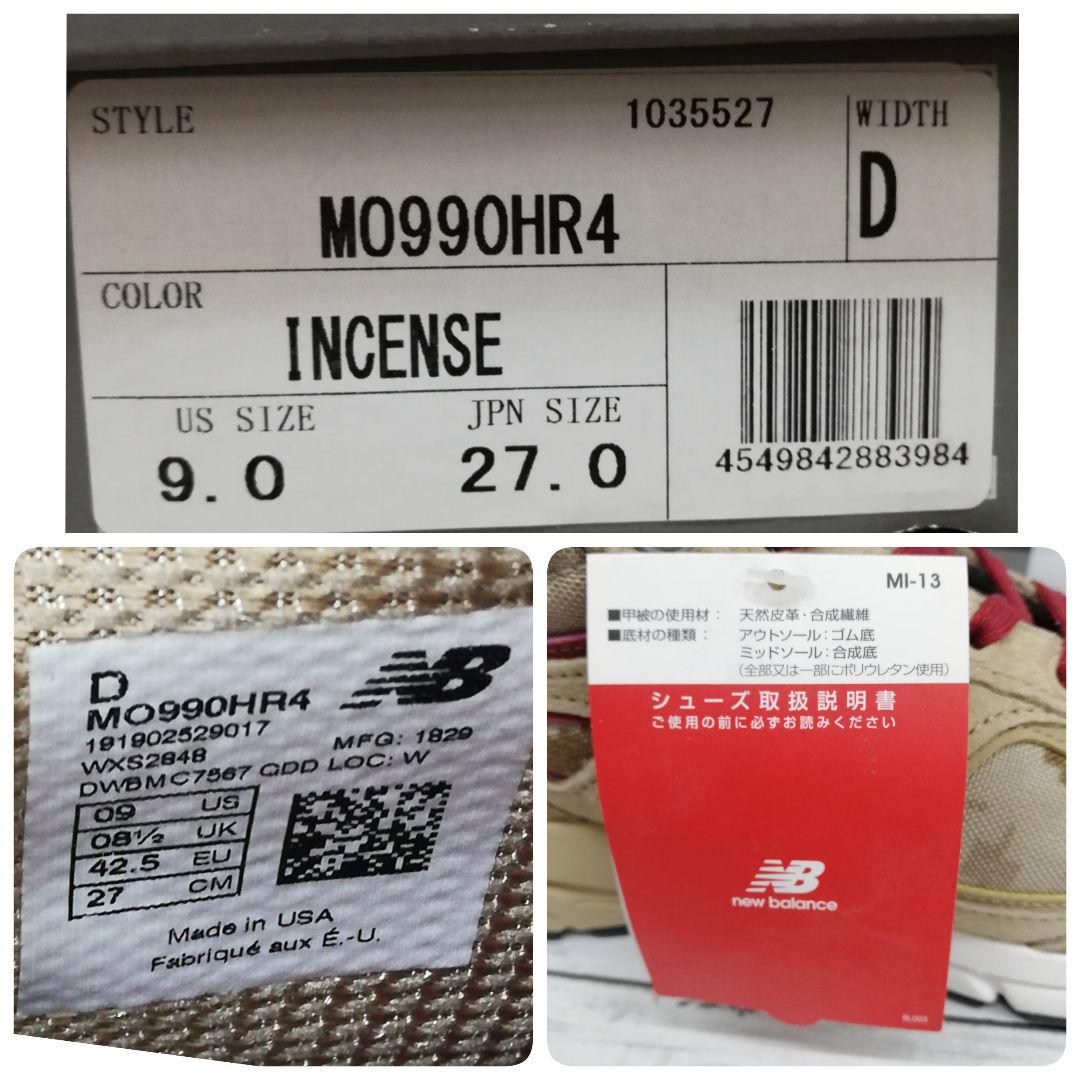 STYLE 1035527 WIDTH
MO990HR4 D
COLOR
INCENSE
US SIZE JPN SIZE
9.0 27.0
4549842883984
D
MO990HR4
191902529017
WXS2848 MFG: 1829
DWBMC7567 QDD LOC: W
09 US
08½ UK
42.5 EU
27 CM
NB
Made in USA
Fabriqué aux É.-U.
MI-13
■甲被の使用材： 天然皮革・合成繊維
■底材の種類： アウトソール：ゴム底
ミッドソール：合成底
（全部又は一部にポリウレタン使用）
シューズ取扱説明書
ご使用の前に必ずお読みください
NB
new balance
BL003